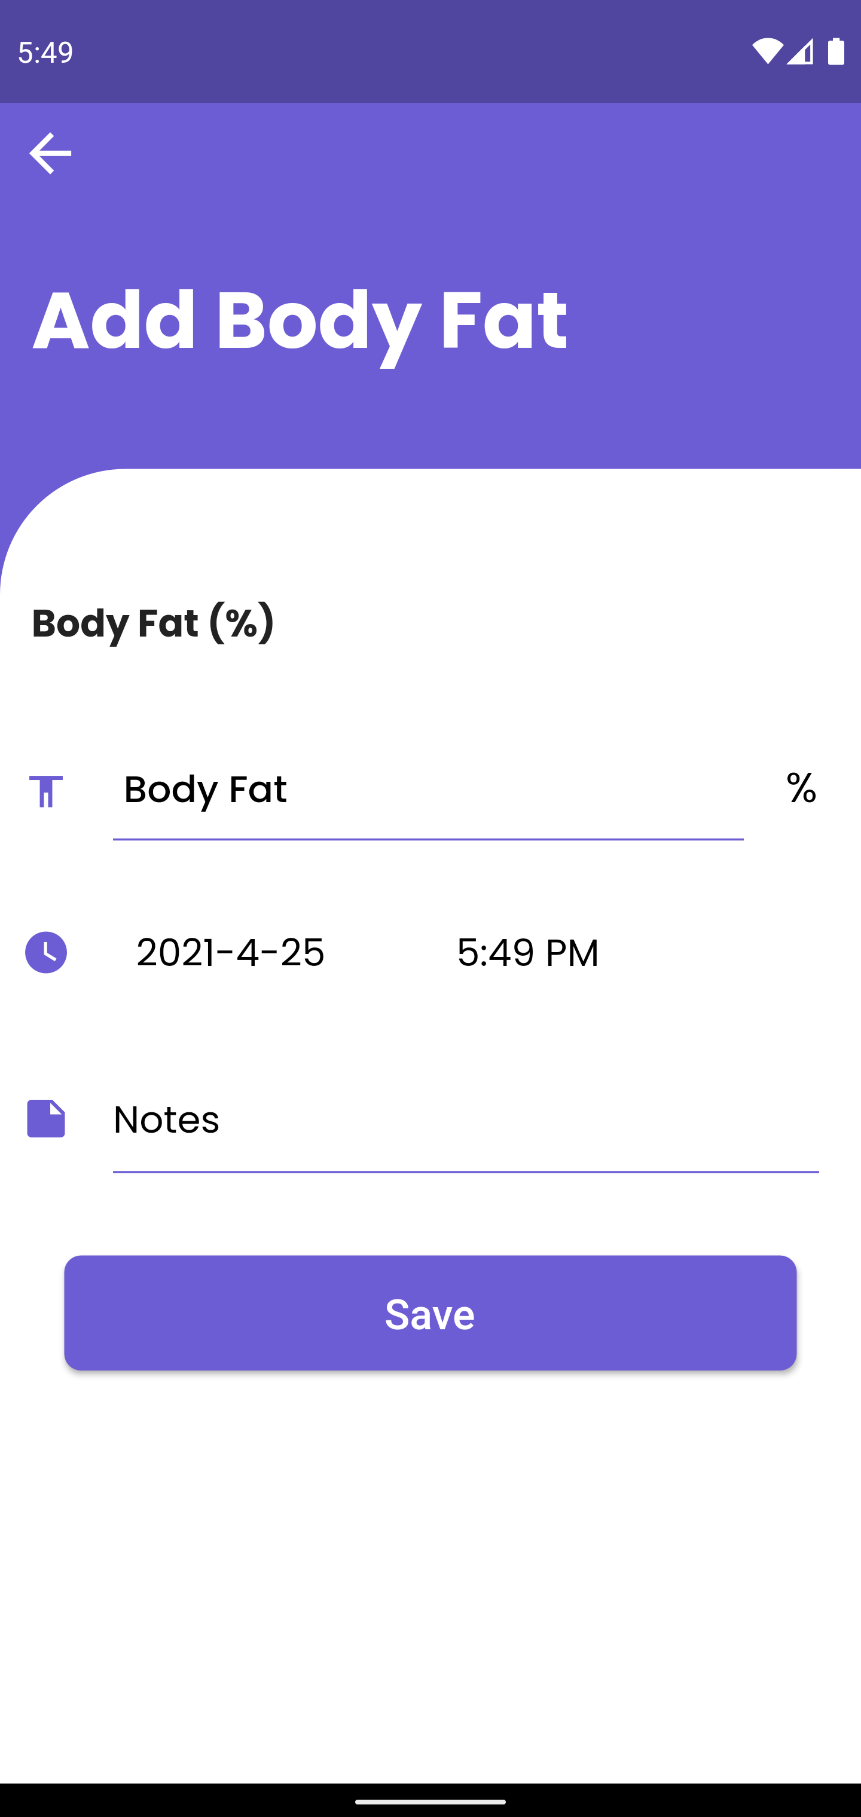 5:49
Add Body Fat
Body Fat (%)
Body Fat %
2021-4-25 5:49 PM
Notes
Save